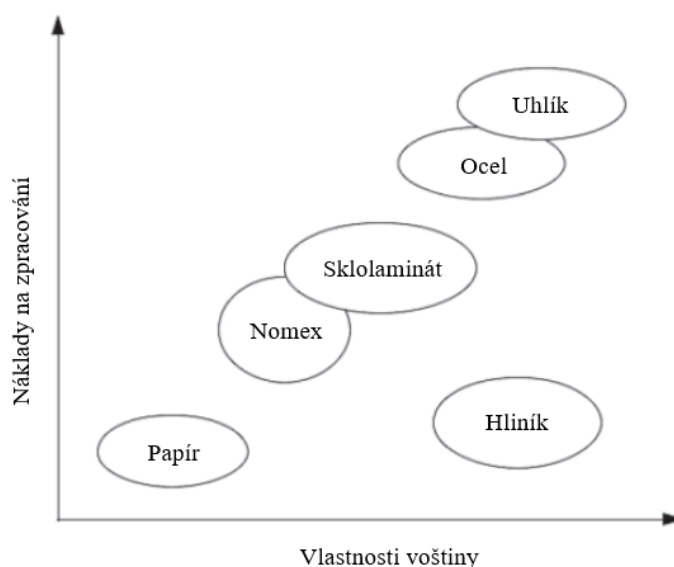 Uhlík
Ocel
Sklolaminát
Nomex
Hliník
Papír
Náklady na zpracování
Vlastnosti voštiny